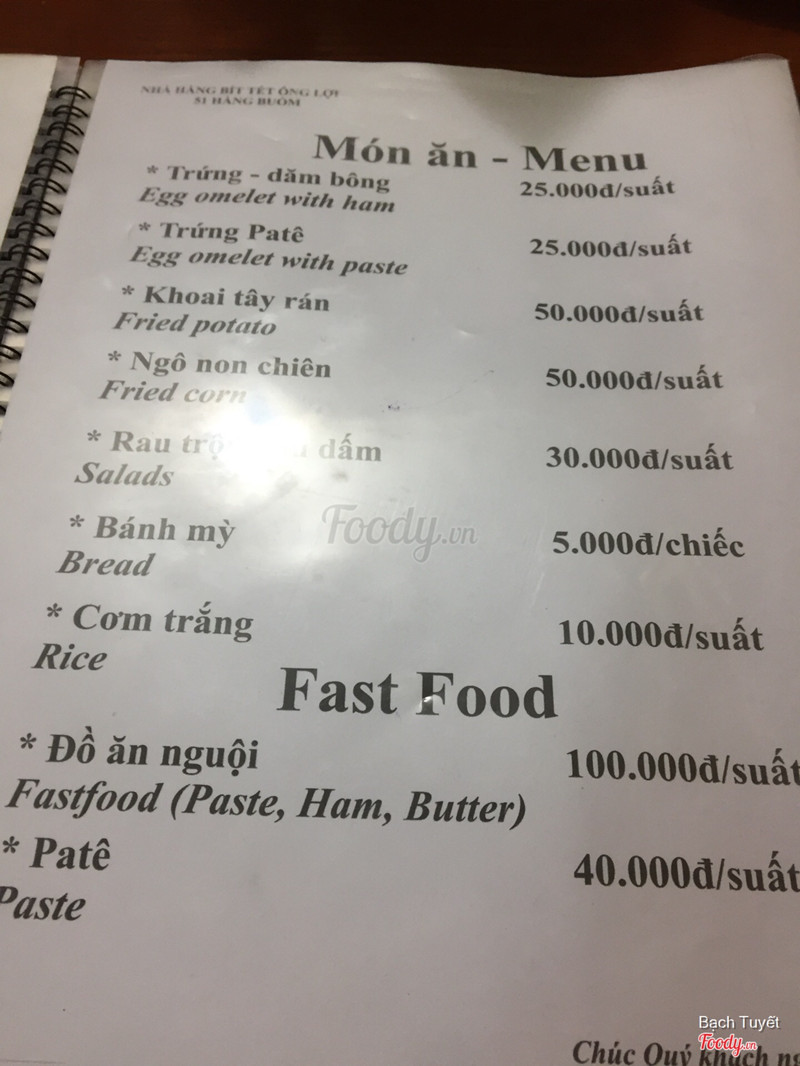 NHÀ HÀNG BÍT TẾT ÔNG LỢI
51 HÀNG BUỒM
Món ăn - Menu
* Trứng - dăm bông 25.000đ/suất
Egg omelet with ham
* Trứng Patê 25.000đ/suất
Egg omelet with paste
* Khoai tây rán 50.000đ/suất
Fried potato
* Ngô non chiên 50.000đ/suất
Fried corn
* Rau dấm 30.000đ/suất
Salads
Foody.vn
* Bánh mỳ 5.000đ/chiếc
Bread
* Cơm trắng 10.000đ/suất
Rice
Fast Food
* Đồ ăn nguội 100.000đ/suất
Fastfood (Paste, Ham, Butter)
* Patê 40.000đ/suất
Paste
Bạch Tuyết
Foody.vn
Chúc Quý khách